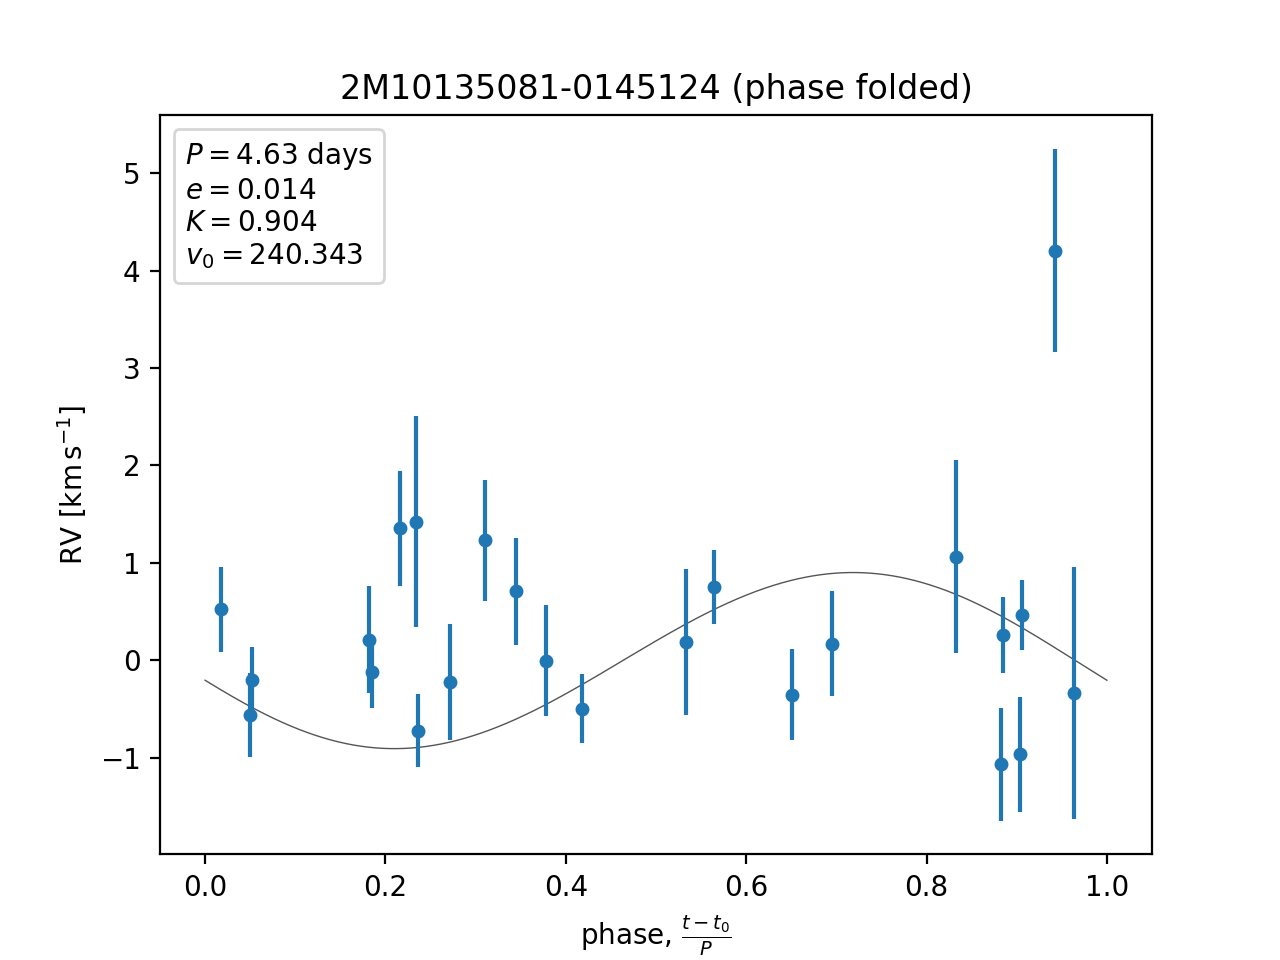 2M10135081-0145124 (phase folded)
P = 4.63 days
e = 0.014
K = 0.904
v₀ = 240.343
5
4
3
2
1
0
−1
RV [km s⁻¹]
0.0 0.2 0.4 0.6 0.8 1.0
phase, (t − t₀)/P